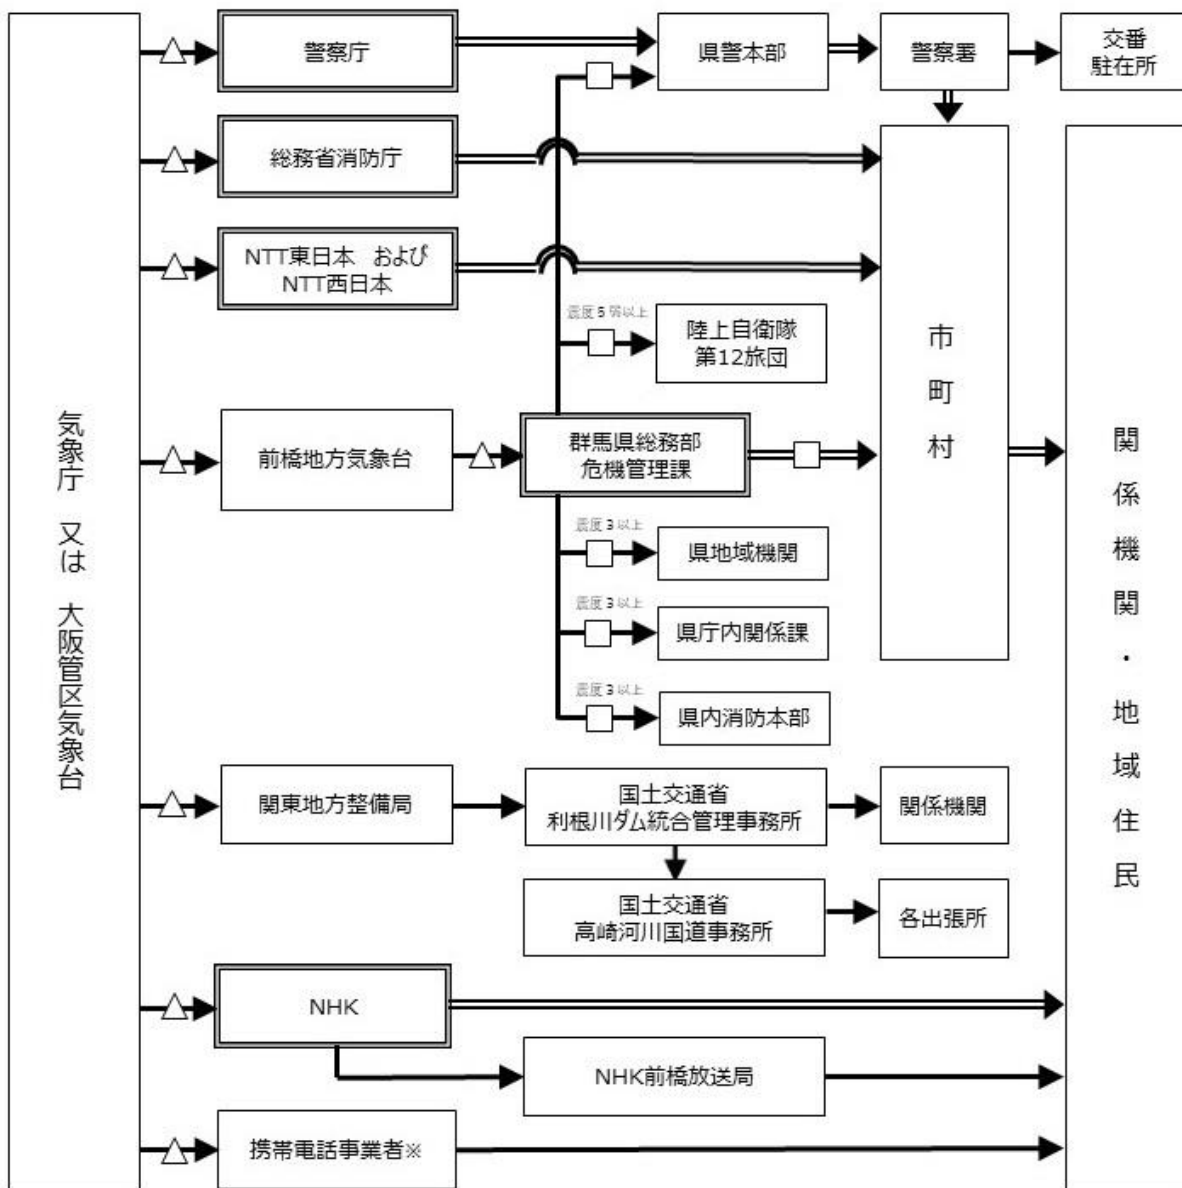 気象庁 又は 大阪管区気象台
警察庁
県警本部
警察署
交番
駐在所
総務省消防庁
NTT東日本 および
NTT西日本
市町村
関係機関・地域住民
震度5弱以上
陸上自衛隊
第12旅団
前橋地方気象台
群馬県総務部
危機管理課
震度3以上
県地域機関
震度3以上
県庁内関係課
震度3以上
県内消防本部
関東地方整備局
国土交通省
利根川ダム統合管理事務所
関係機関
国土交通省
高崎河川国道事務所
各出張所
NHK
NHK前橋放送局
携帯電話事業者※